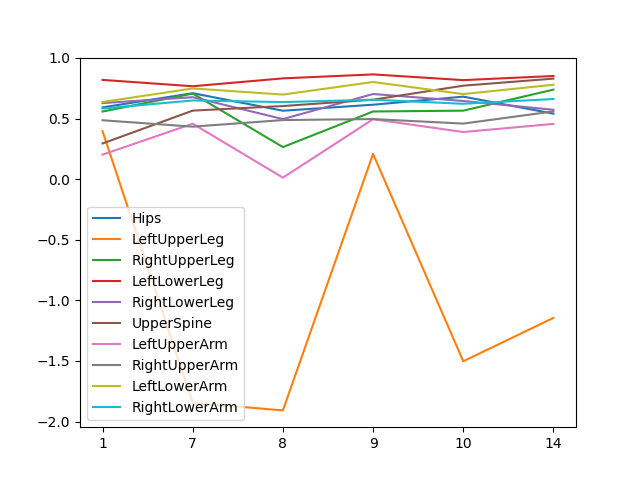 1.0
0.5
0.0
−0.5
−1.0
−1.5
−2.0
Hips
LeftUpperLeg
RightUpperLeg
LeftLowerLeg
RightLowerLeg
UpperSpine
LeftUpperArm
RightUpperArm
LeftLowerArm
RightLowerArm
1 7 8 9 10 14